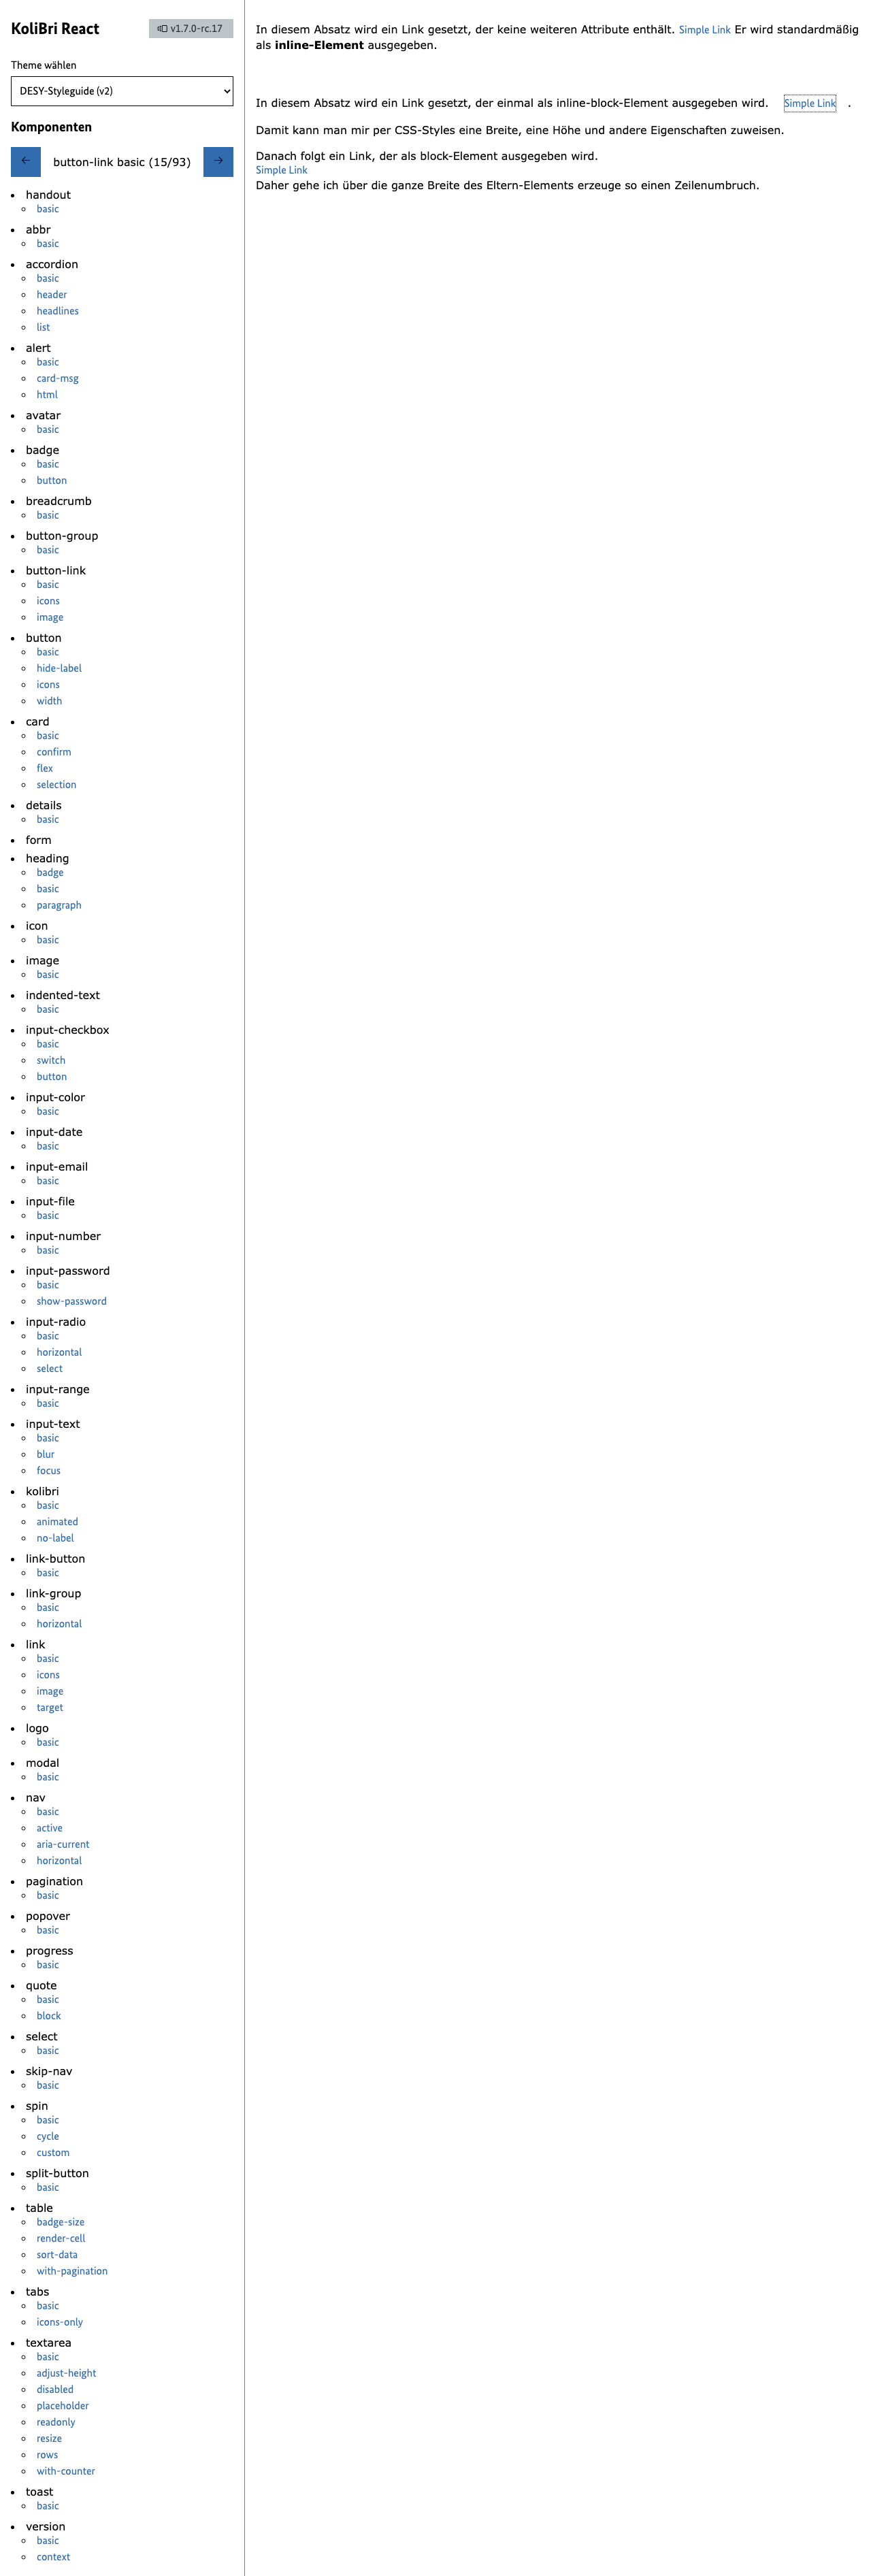 KoliBri React
v1.7.0-rc.17
Theme wählen
DESY-Styleguide (v2)
Komponenten
← button-link basic (15/93) →
handout
basic
abbr
basic
accordion
basic
header
headlines
list
alert
basic
card-msg
html
avatar
basic
badge
basic
button
breadcrumb
basic
button-group
basic
button-link
basic
icons
image
button
basic
hide-label
icons
width
card
basic
confirm
flex
selection
details
basic
form
heading
badge
basic
paragraph
icon
basic
image
basic
indented-text
basic
input-checkbox
basic
switch
button
input-color
basic
input-date
basic
input-email
basic
input-file
basic
input-number
basic
input-password
basic
show-password
input-radio
basic
horizontal
select
input-range
basic
input-text
basic
blur
focus
kolibri
basic
animated
no-label
link-button
basic
link-group
basic
horizontal
link
basic
icons
image
target
logo
basic
modal
basic
nav
basic
active
aria-current
horizontal
pagination
basic
popover
basic
progress
basic
quote
basic
block
select
basic
skip-nav
basic
spin
basic
cycle
custom
split-button
basic
table
badge-size
render-cell
sort-data
with-pagination
tabs
basic
icons-only
textarea
basic
adjust-height
disabled
placeholder
readonly
resize
rows
with-counter
toast
basic
version
basic
context
In diesem Absatz wird ein Link gesetzt, der keine weiteren Attribute enthält. Simple Link Er wird standardmäßig
als inline-Element ausgegeben.
In diesem Absatz wird ein Link gesetzt, der einmal als inline-block-Element ausgegeben wird. Simple Link .
Damit kann man mir per CSS-Styles eine Breite, eine Höhe und andere Eigenschaften zuweisen.
Danach folgt ein Link, der als block-Element ausgegeben wird.
Simple Link
Daher gehe ich über die ganze Breite des Eltern-Elements erzeuge so einen Zeilenumbruch.